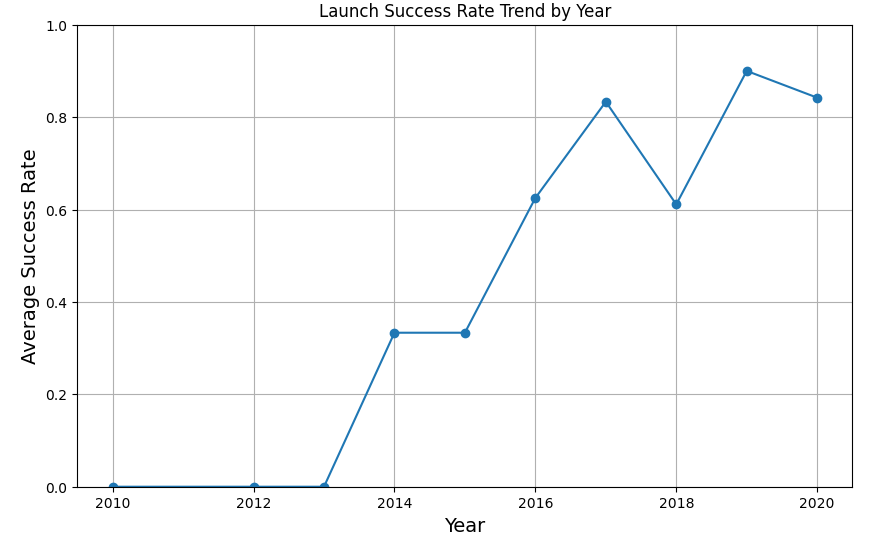 Launch Success Rate Trend by Year
1.0
0.8
0.6
0.4
0.2
0.0
Average Success Rate
2010 2012 2014 2016 2018 2020
Year